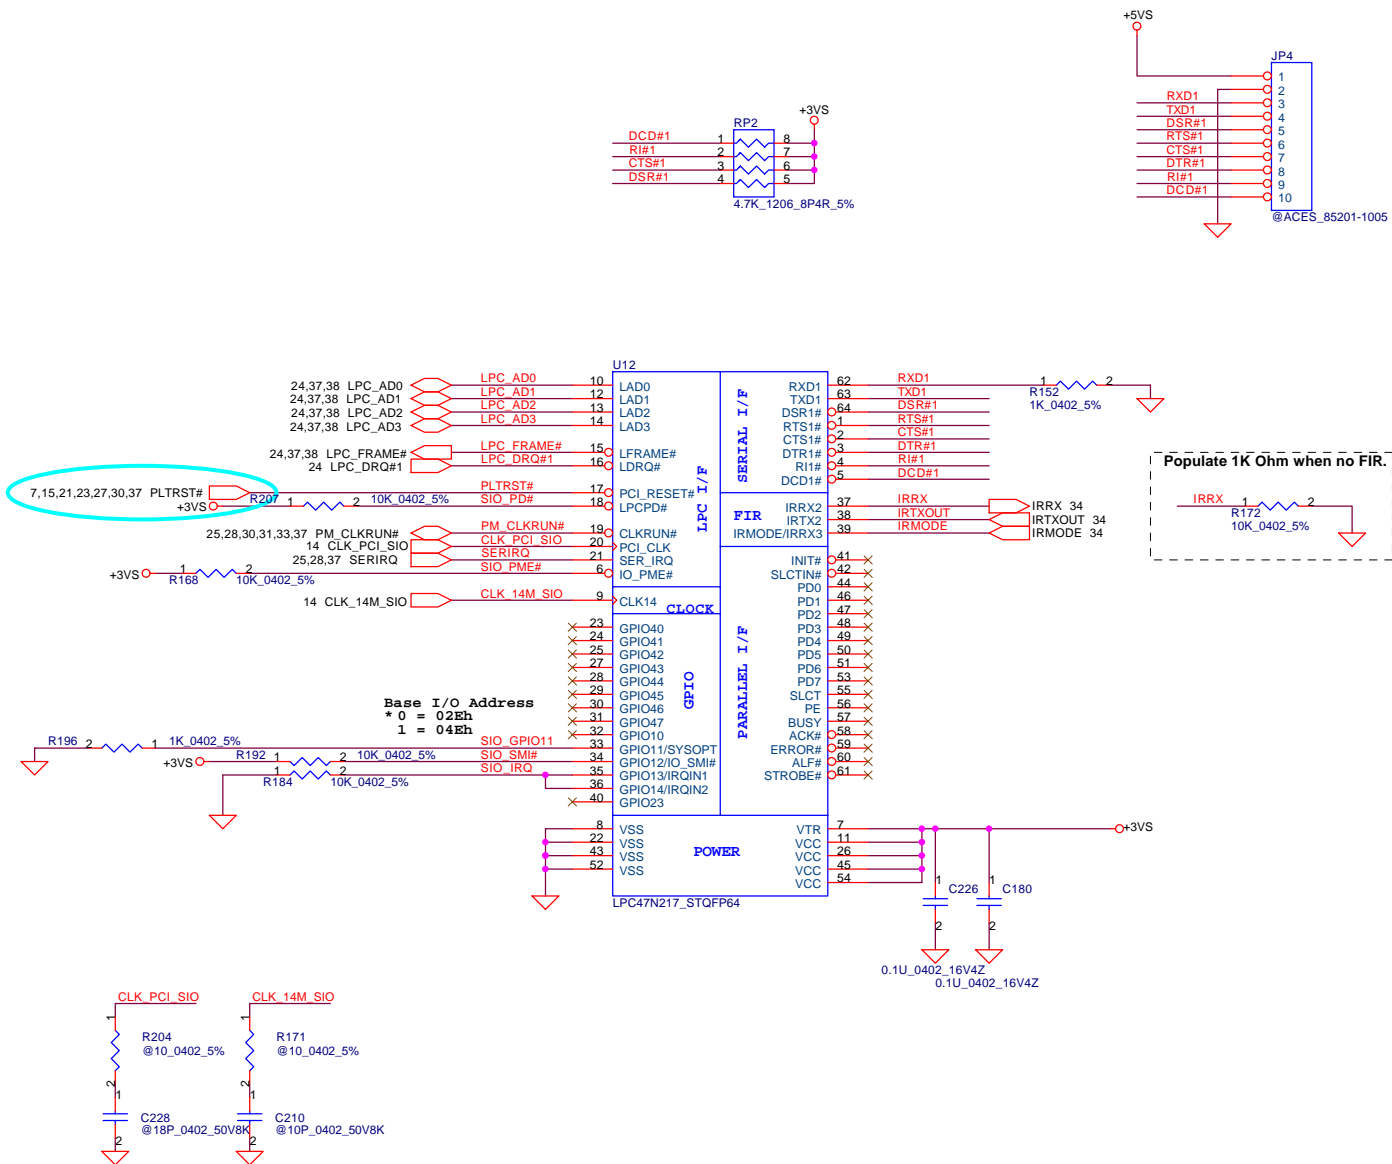 +5VS
JP4
1
2
RXD1 3
TXD1 4
DSR#1 5
RTS#1 6
CTS#1 7
DTR#1 8
RI#1 9
DCD#1 10
@ACES_85201-1005
+3VS
RP2
DCD#1 1 8
RI#1 2 7
CTS#1 3 6
DSR#1 4 5
4.7K_1206_8P4R_5%
U12
24,37,38 LPC_AD0 LPC_AD0 10 LAD0
24,37,38 LPC_AD1 LPC_AD1 12 LAD1
24,37,38 LPC_AD2 LPC_AD2 13 LAD2
24,37,38 LPC_AD3 LPC_AD3 14 LAD3
24,37,38 LPC_FRAME# LPC_FRAME# 15 LFRAME#
24 LPC_DRQ#1 LPC_DRQ#1 16 LDRQ#
7,15,21,23,27,30,37 PLTRST# PLTRST# 17 PCI_RESET#
+3VS R207 1 2 10K_0402_5% SIO_PD# 18 LPCPD#
25,28,30,31,33,37 PM_CLKRUN# PM_CLKRUN# 19 CLKRUN#
14 CLK_PCI_SIO CLK_PCI_SIO 20 PCI_CLK
25,28,37 SERIRQ SERIRQ 21 SER_IRQ
+3VS R168 1 2 10K_0402_5% SIO_PME# 6 IO_PME#
14 CLK_14M_SIO CLK_14M_SIO 9 CLK14
LPC I/F
CLOCK
23 GPIO40
24 GPIO41
25 GPIO42
27 GPIO43
28 GPIO44
29 GPIO45
30 GPIO46
31 GPIO47
32 GPIO10
GPIO
Base I/O Address
* 0 = 02Eh
1 = 04Eh
R196 2 1 1K_0402_5% SIO_GPIO11 33 GPIO11/SYSOPT
+3VS R192 1 2 10K_0402_5% SIO_SMI# 34 GPIO12/IO_SMI#
R184 1 2 10K_0402_5% SIO_IRQ 35 GPIO13/IRQIN1
36 GPIO14/IRQIN2
40 GPIO23
8 VSS
22 VSS
43 VSS
52 VSS
POWER
LPC47N217_STQFP64
SERIAL I/F
RXD1 62 RXD1 R152 1 2 1K_0402_5%
TXD1 63 TXD1
DSR1# 64 DSR#1
RTS1# 1 RTS#1
CTS1# 2 CTS#1
DTR1# 3 DTR#1
RI1# 4 RI#1
DCD1# 5 DCD#1
FIR
IRRX2 37 IRRX IRRX 34
IRTX2 38 IRTXOUT IRTXOUT 34
IRMODE/IRRX3 39 IRMODE IRMODE 34
Populate 1K Ohm when no FIR.
IRRX 1 2
R172
10K_0402_5%
PARALLEL I/F
INIT# 41
SLCTIN# 42
PD0 44
PD1 46
PD2 47
PD3 48
PD4 49
PD5 50
PD6 51
PD7 53
SLCT 55
PE 56
BUSY 57
ACK# 58
ERROR# 59
ALF# 60
STROBE# 61
VTR 7 +3VS
VCC 11
VCC 26
VCC 45
VCC 54
1 C226 1 C180
2 2
0.1U_0402_16V4Z
0.1U_0402_16V4Z
CLK_PCI_SIO CLK_14M_SIO
1 1
R204 R171
@10_0402_5% @10_0402_5%
2 2
1 1
C228 C210
@18P_0402_50V8K @10P_0402_50V8K
2 2